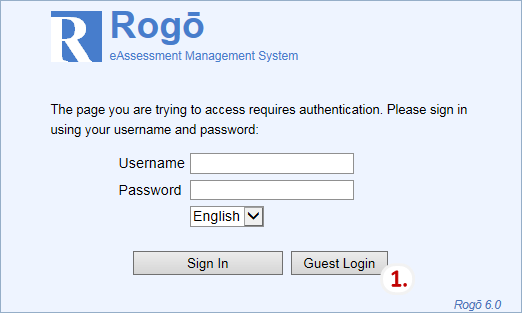 R
Rogō
eAssessment Management System
The page you are trying to access requires authentication. Please sign in
using your username and password:
Username
Password
English
Sign In Guest Login
1.
Rogō 6.0